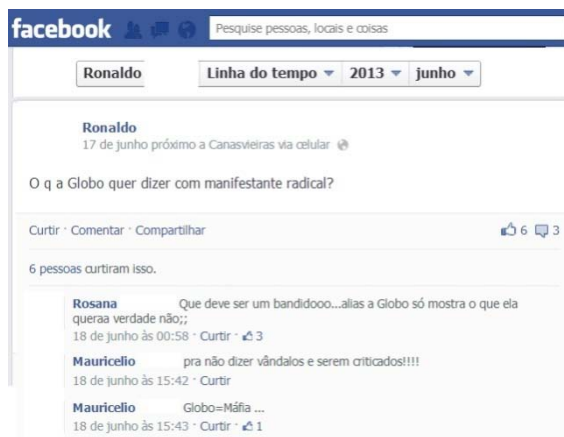 facebook Pesquise pessoas, locais e coisas
Ronaldo Linha do tempo 2013 junho
Ronaldo
17 de junho próximo a Canasvieiras via celular
O q a Globo quer dizer com manifestante radical?
Curtir · Comentar · Compartilhar 6 3
6 pessoas curtiram isso.
Rosana Que deve ser um bandidooo...alias a Globo só mostra o que ela
queraa verdade não;;
18 de junho às 00:58 · Curtir · 3
Mauricelio pra não dizer vândalos e serem criticados!!!!
18 de junho às 15:42 · Curtir
Mauricelio Globo=Máfia ...
18 de junho às 15:43 · Curtir · 1